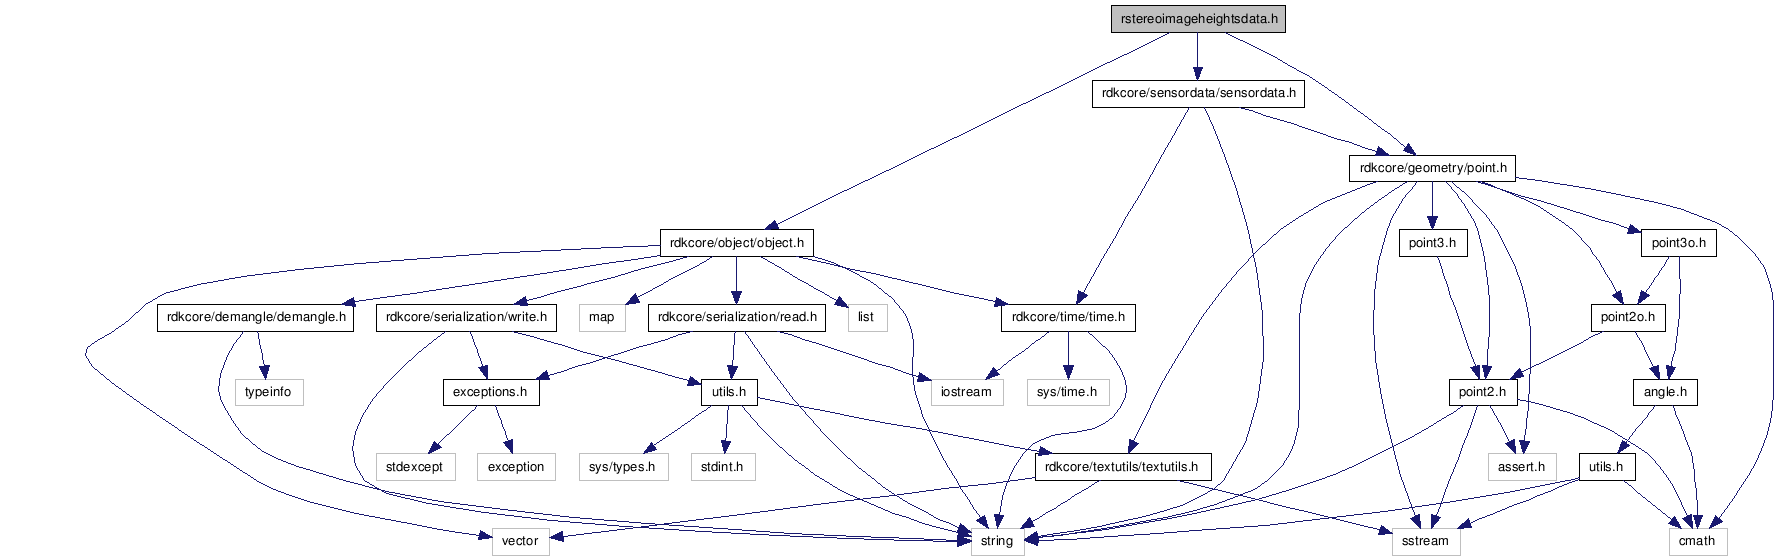 rstereoimageheightsdata.h
rdkcore/sensordata/sensordata.h
rdkcore/geometry/point.h
rdkcore/object/object.h
point3.h
point3o.h
rdkcore/demangle/demangle.h
rdkcore/serialization/write.h
map
rdkcore/serialization/read.h
list
rdkcore/time/time.h
point2o.h
typeinfo
exceptions.h
utils.h
iostream
sys/time.h
point2.h
angle.h
stdexcept
exception
sys/types.h
stdint.h
rdkcore/textutils/textutils.h
assert.h
utils.h
vector
string
sstream
cmath